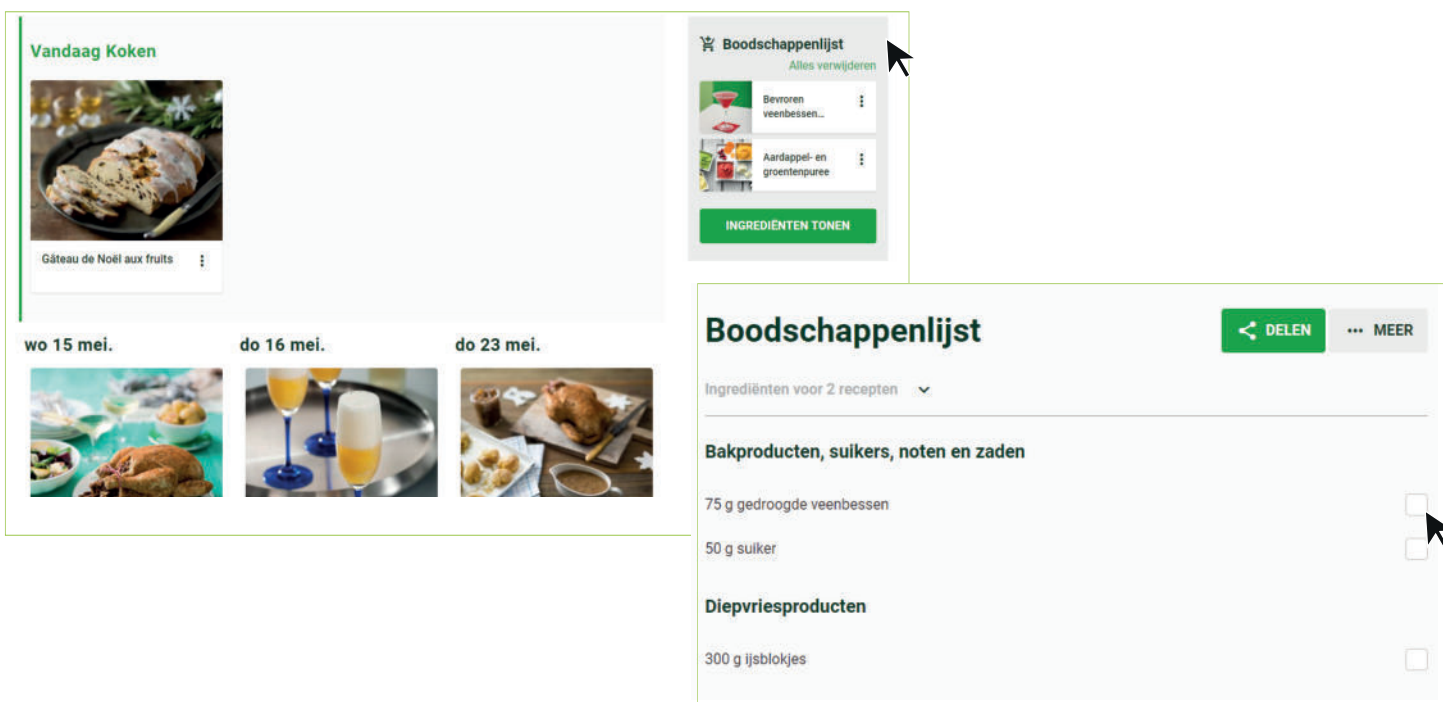 Vandaag Koken
Gâteau de Noël aux fruits
wo 15 mei.
do 16 mei.
do 23 mei.
Boodschappenlijst
Alles verwijderen
Bevroren
veenbessen...
Aardappel- en
groentenpuree
INGREDIËNTEN TONEN
Boodschappenlijst
DELEN
MEER
Ingrediënten voor 2 recepten
Bakproducten, suikers, noten en zaden
75 g gedroogde veenbessen
50 g suiker
Diepvriesproducten
300 g ijsblokjes